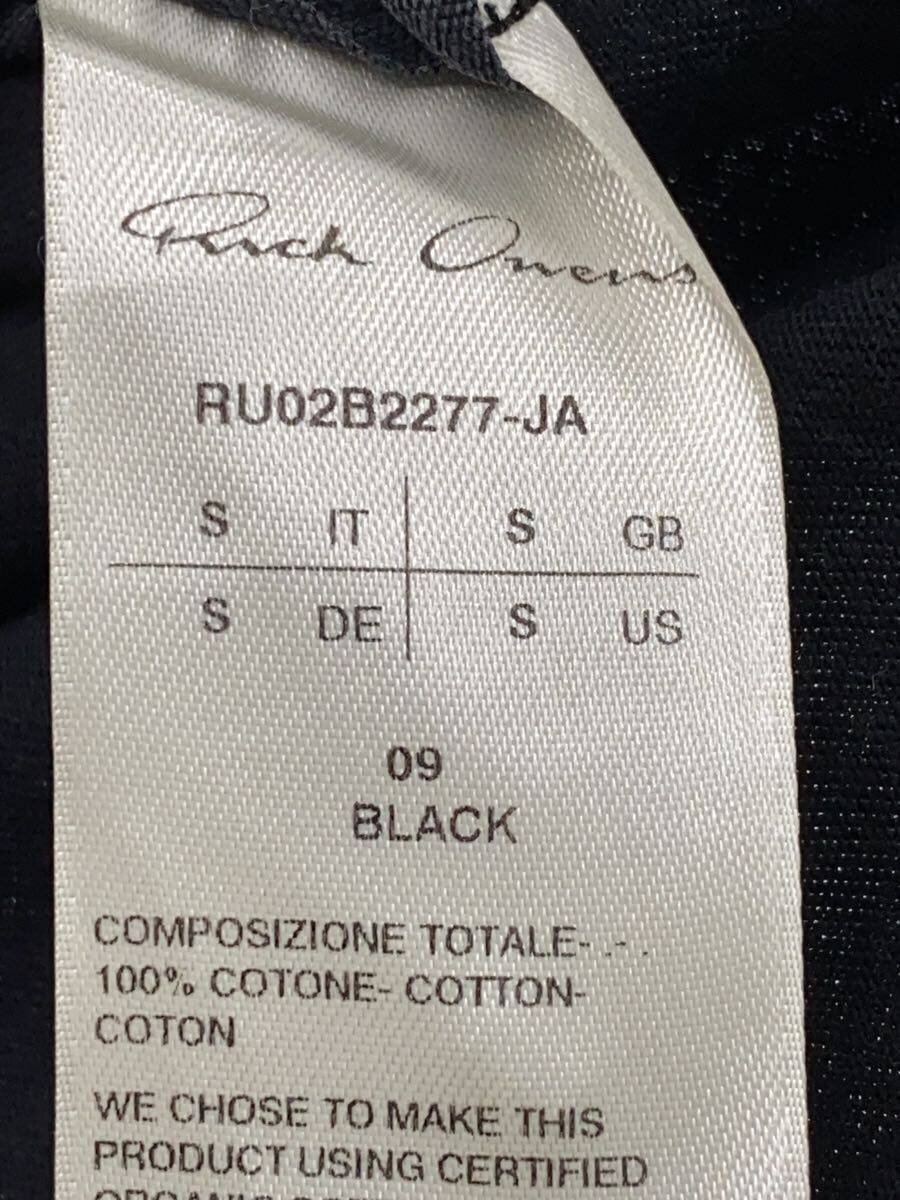 Rick Owens
RU02B2277-JA
S IT S GB
S DE S US
09
BLACK
COMPOSIZIONE TOTALE- .- .
100% COTONE- COTTON-
COTON
WE CHOSE TO MAKE THIS
PRODUCT USING CERTIFIED
ORGANIC